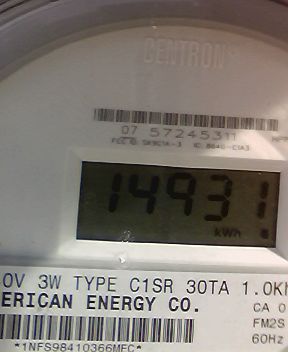 CENTRON
07 57245311
14931
kWh
0V 3W TYPE C1SR 30TA 1.0Kh
ERICAN ENERGY CO.
CA 0
FM2S
60Hz
*1NFS98410366MFC*